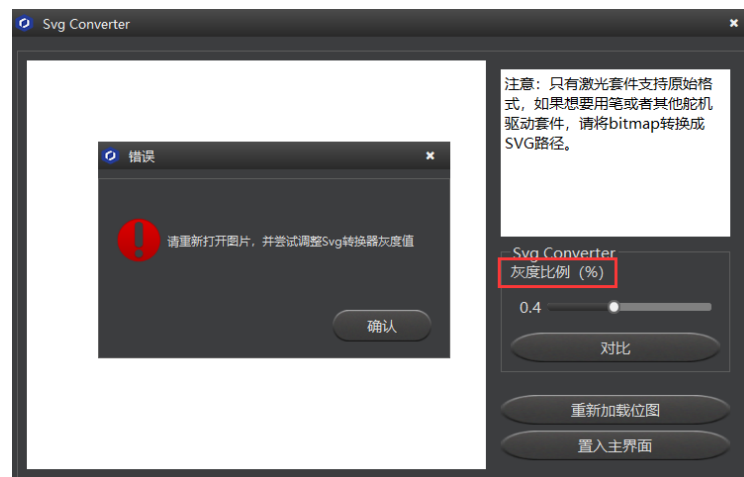 Svg Converter
注意：只有激光套件支持原始格
式，如果想要用笔或者其他舵机
驱动套件，请将bitmap转换成
SVG路径。
错误
请重新打开图片，并尝试调整Svg转换器灰度值
确认
Svg Converter
灰度比例（%）
0.4
对比
重新加载位图
置入主界面